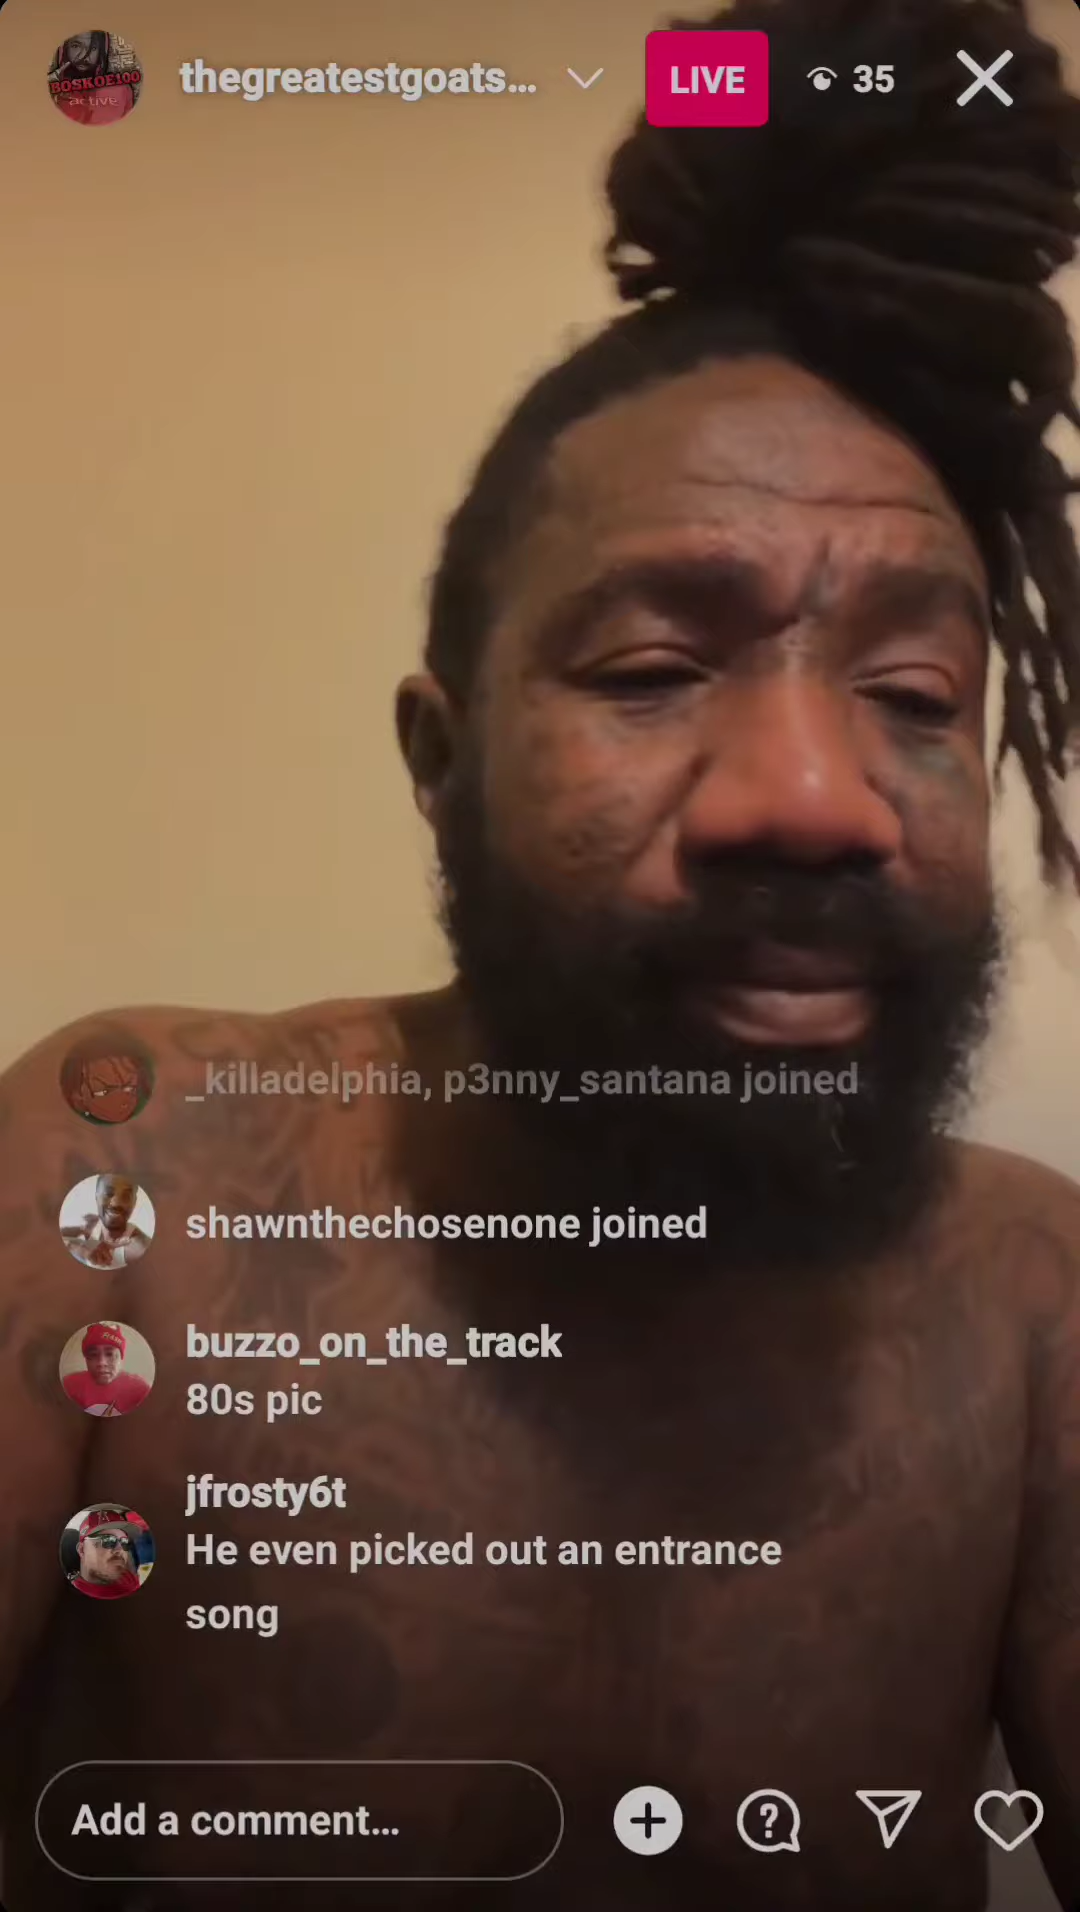 BOSKOE100
active
thegreatestgoats...
LIVE
35
_killadelphia, p3nny_santana joined
shawnthechosenone joined
buzzo_on_the_track
80s pic
jfrosty6t
He even picked out an entrance
song
Add a comment...